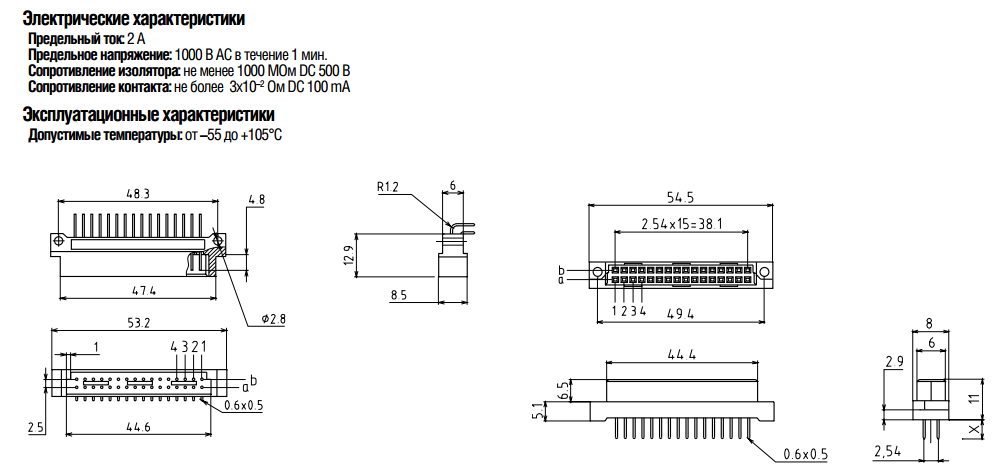 Электрические характеристики
Предельный ток: 2 А
Предельное напряжение: 1000 В АС в течение 1 мин.
Сопротивление изолятора: не менее 1000 МОм DC 500 В
Сопротивление контакта: не более 3х10⁻² Ом DC 100 mA
Эксплуатационные характеристики
Допустимые температуры: от –55 до +105°С
48.3
4.8
47.4
ø2.8
53.2
1
4 3 2 1
b
a
0.6x0.5
2.5
44.6
R1.2
6
12.9
8.5
54.5
2.54x15=38.1
b
a
1 2 3 4
49.4
44.4
6.5
5.1
0.6x0.5
8
6
2.9
11
X
2,54